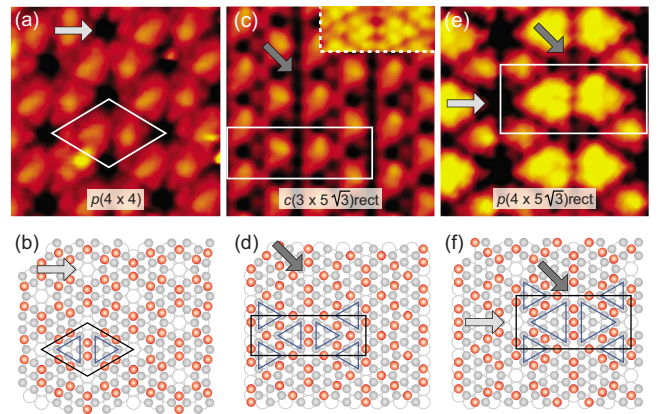 (a)
(c)
(e)
p(4 x 4)
c(3 x 5√3)rect
p(4 x 5√3)rect
(b)
(d)
(f)